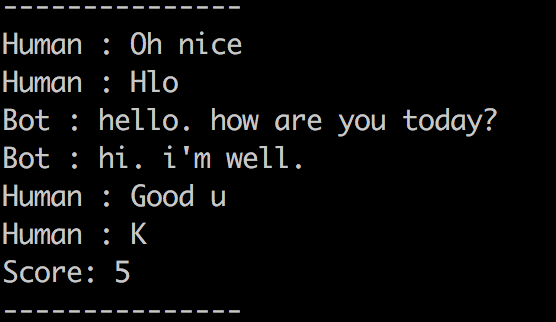 ---------------
Human : Oh nice
Human : Hlo
Bot : hello. how are you today?
Bot : hi. i'm well.
Human : Good u
Human : K
Score: 5
---------------